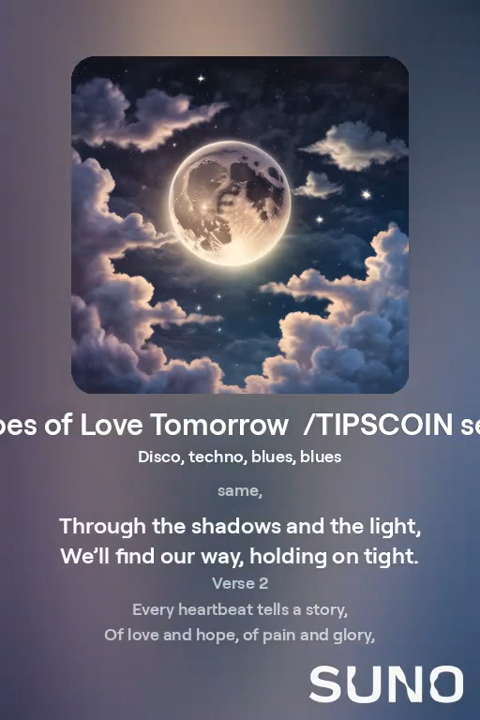 oes of Love Tomorrow /TIPSCOIN se
Disco, techno, blues, blues
same,
Through the shadows and the light,
We’ll find our way, holding on tight.
Verse 2
Every heartbeat tells a story,
Of love and hope, of pain and glory,
SUNO